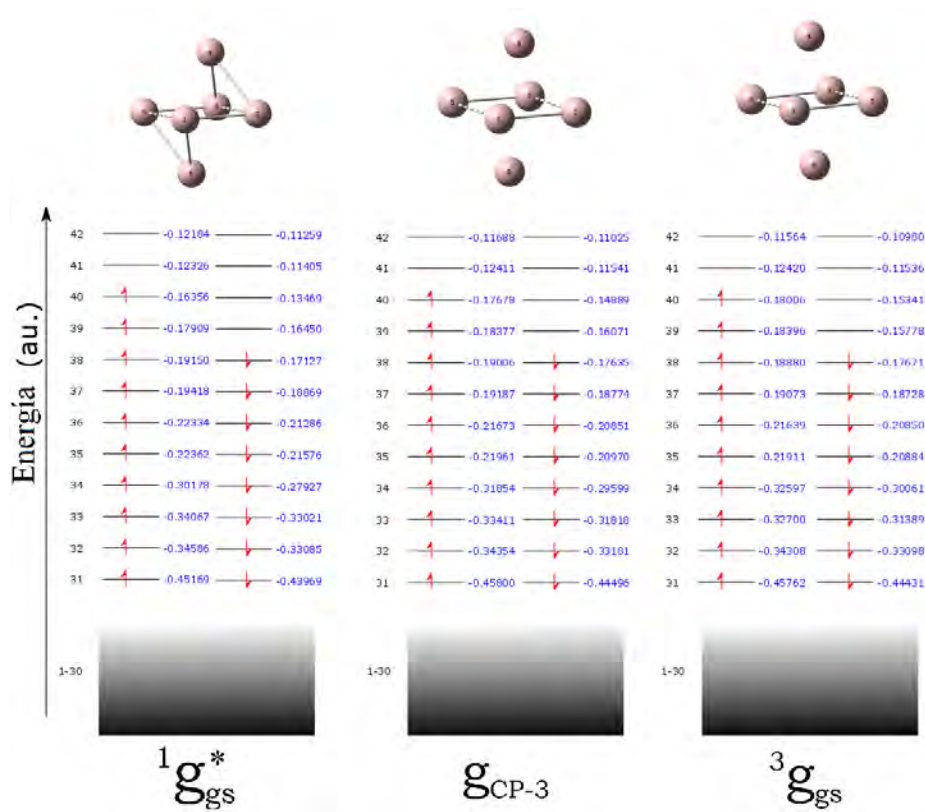 Energía (au.)
42 -0.12184 -0.11259
41 -0.12326 -0.11405
40 -0.16356 -0.13469
39 -0.17909 -0.16450
38 -0.19150 -0.17127
37 -0.19418 -0.18869
36 -0.22334 -0.21286
35 -0.22362 -0.21576
34 -0.30178 -0.27927
33 -0.34067 -0.33021
32 -0.34586 -0.33085
31 -0.45169 -0.43969
1-30
¹g*gs
42 -0.11688 -0.11025
41 -0.12411 -0.11541
40 -0.17678 -0.14889
39 -0.18377 -0.16071
38 -0.19006 -0.17635
37 -0.19187 -0.18774
36 -0.21673 -0.20851
35 -0.21961 -0.20970
34 -0.31854 -0.29599
33 -0.33411 -0.31818
32 -0.34354 -0.33181
31 -0.45800 -0.44496
1-30
gCP-3
42 -0.11564 -0.10980
41 -0.12420 -0.11536
40 -0.18006 -0.15341
39 -0.18396 -0.15778
38 -0.18880 -0.17671
37 -0.19073 -0.18728
36 -0.21639 -0.20850
35 -0.21911 -0.20884
34 -0.32597 -0.30061
33 -0.32700 -0.31389
32 -0.34308 -0.33098
31 -0.45762 -0.44431
1-30
³ggs